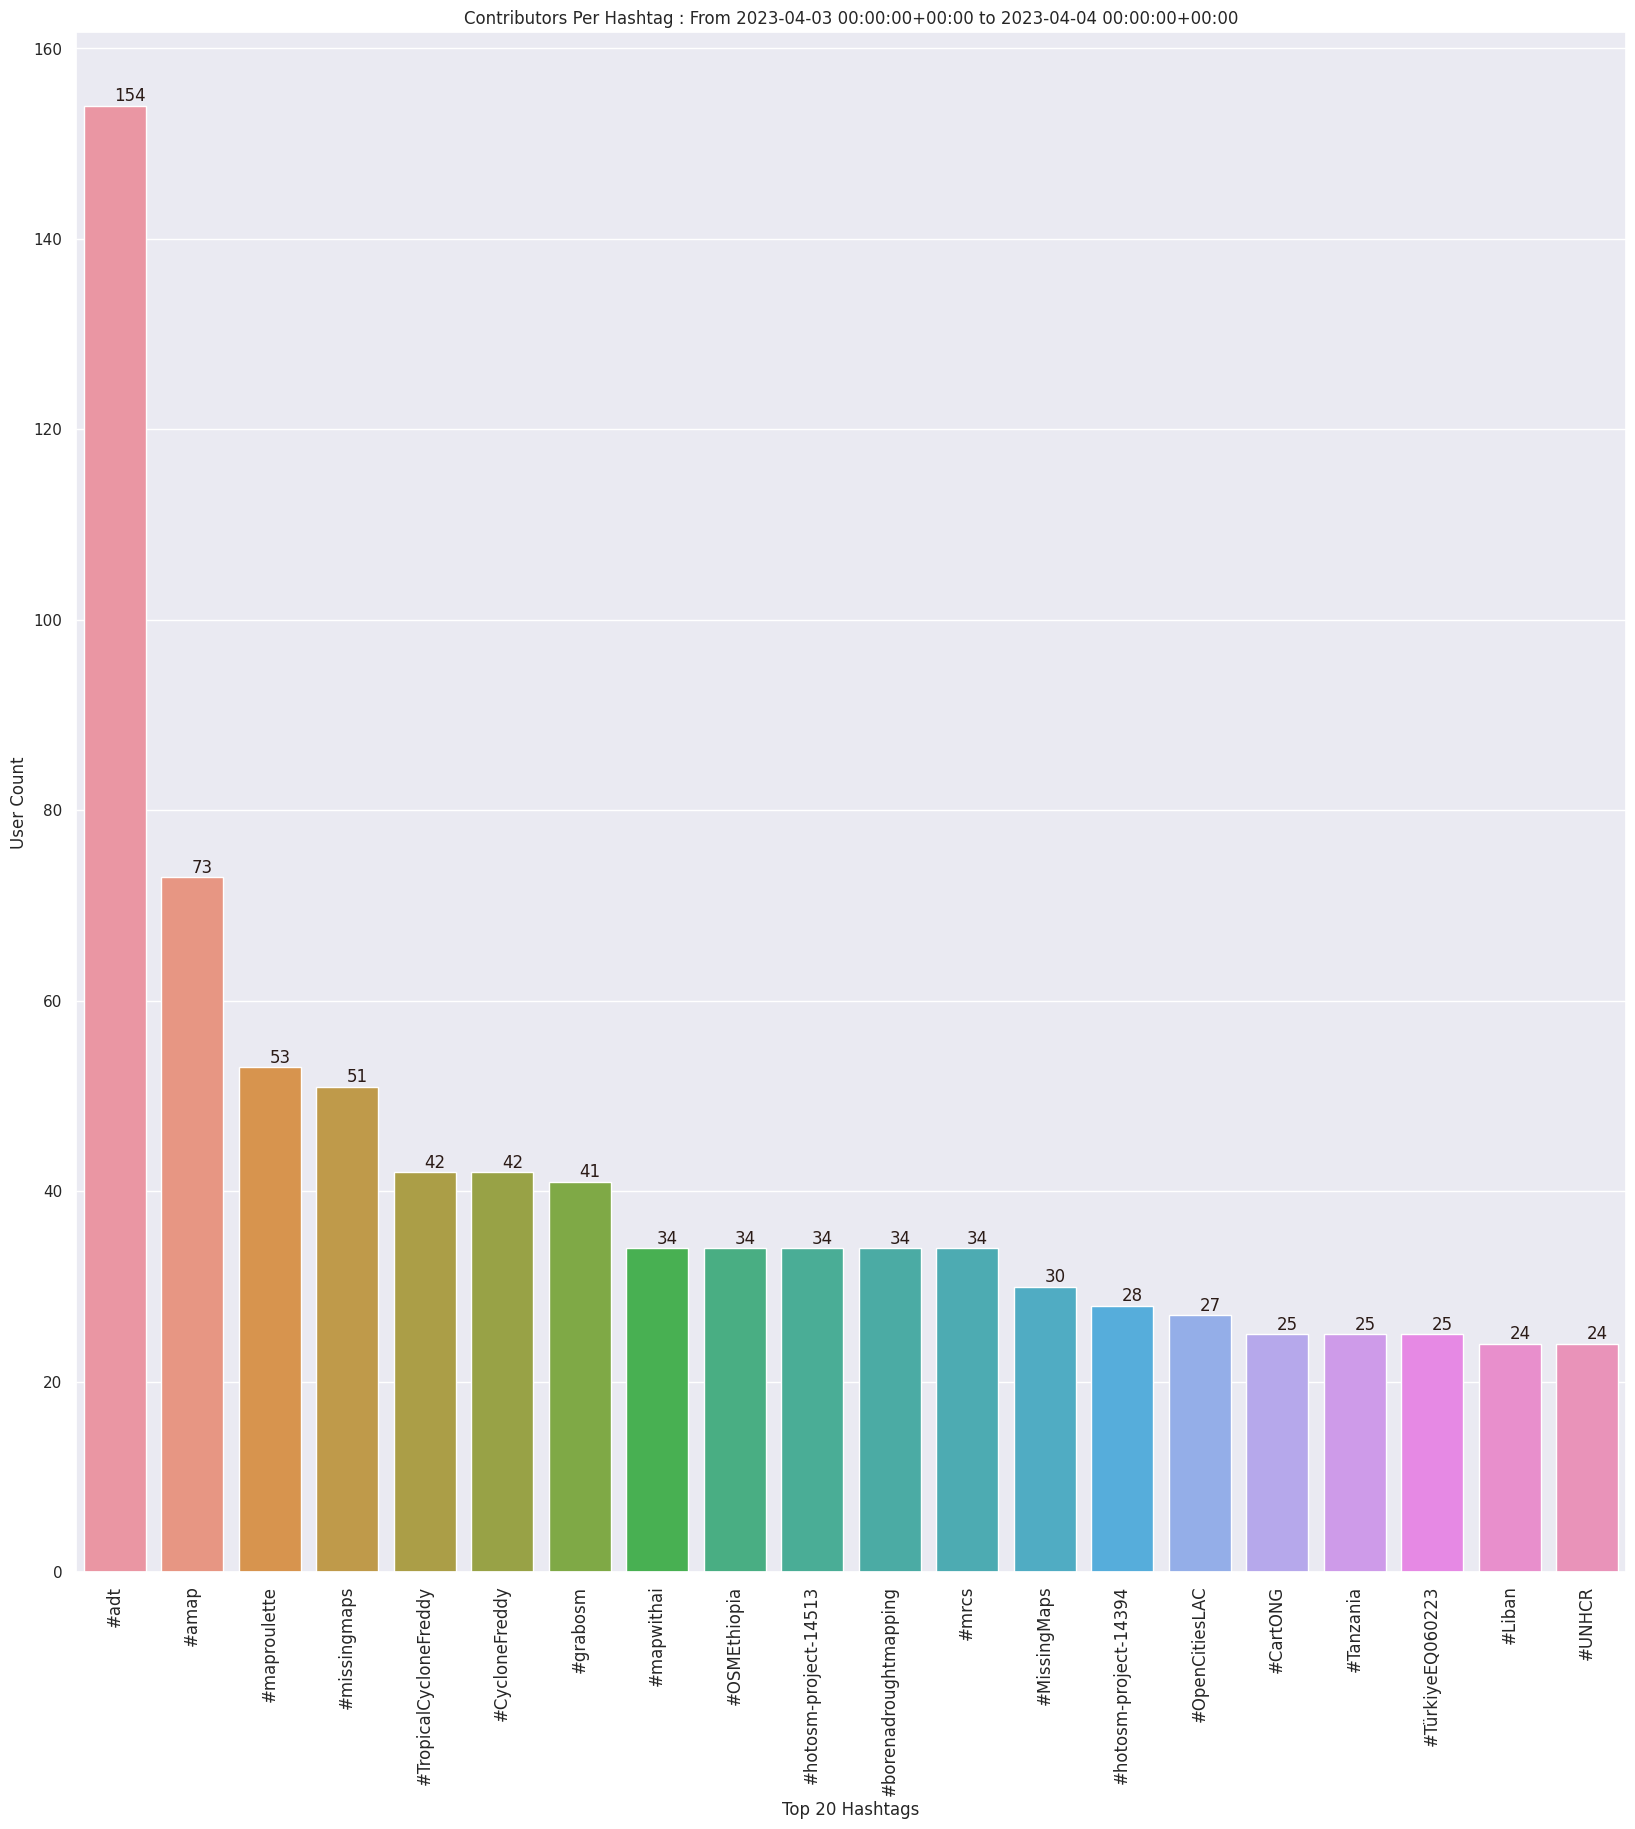 Contributors Per Hashtag : From 2023-04-03 00:00:00+00:00 to 2023-04-04 00:00:00+00:00
160
140
120
100
80
60
40
20
0
User Count
154
73
53
51
42
42
41
34
34
34
34
34
30
28
27
25
25
25
24
24
#adt
#amap
#maproulette
#missingmaps
#TropicalCycloneFreddy
#CycloneFreddy
#grabosm
#mapwithai
#OSMEthiopia
#hotosm-project-14513
#borenadroughtmapping
#mrcs
#MissingMaps
#hotosm-project-14394
#OpenCitiesLAC
#CartONG
#Tanzania
#TürkiyeEQ060223
#Liban
#UNHCR
Top 20 Hashtags